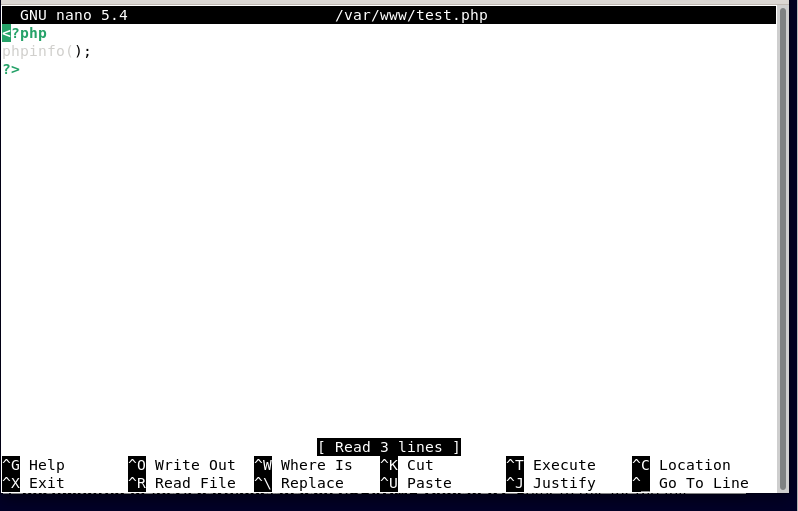 GNU nano 5.4 /var/www/test.php
<?php
phpinfo();
?>
[ Read 3 lines ]
^G Help ^O Write Out ^W Where Is ^K Cut ^T Execute ^C Location
^X Exit ^R Read File ^\ Replace ^U Paste ^J Justify ^_ Go To Line